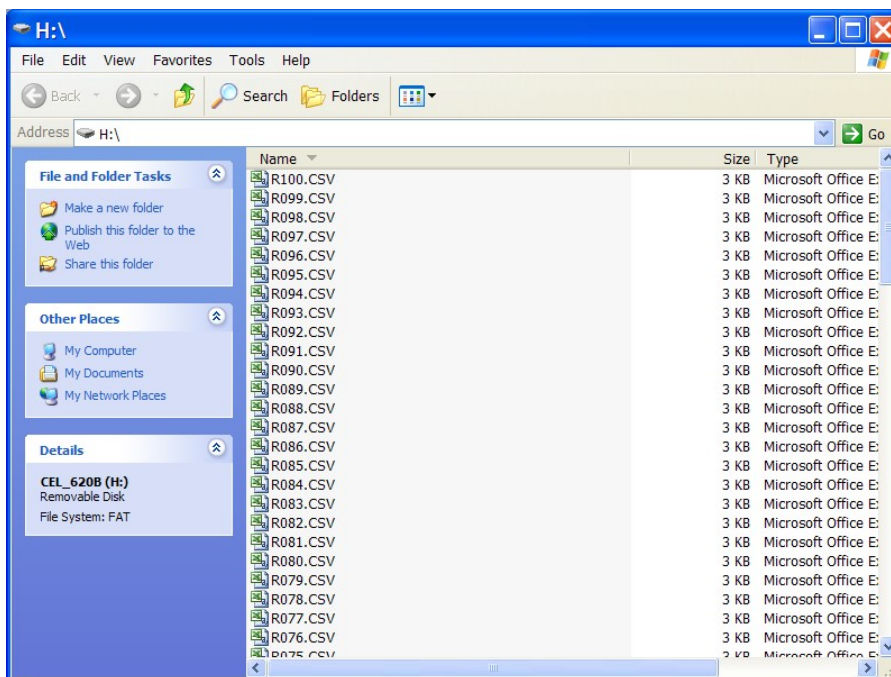 H:\
File Edit View Favorites Tools Help
Back Search Folders
Address H:\ Go
File and Folder Tasks
Make a new folder
Publish this folder to the
Web
Share this folder
Other Places
My Computer
My Documents
My Network Places
Details
CEL_620B (H:)
Removable Disk
File System: FAT
Name Size Type
R100.CSV 3 KB Microsoft Office E
R099.CSV 3 KB Microsoft Office E
R098.CSV 3 KB Microsoft Office E
R097.CSV 3 KB Microsoft Office E
R096.CSV 3 KB Microsoft Office E
R095.CSV 3 KB Microsoft Office E
R094.CSV 3 KB Microsoft Office E
R093.CSV 3 KB Microsoft Office E
R092.CSV 3 KB Microsoft Office E
R091.CSV 3 KB Microsoft Office E
R090.CSV 3 KB Microsoft Office E
R089.CSV 3 KB Microsoft Office E
R088.CSV 3 KB Microsoft Office E
R087.CSV 3 KB Microsoft Office E
R086.CSV 3 KB Microsoft Office E
R085.CSV 3 KB Microsoft Office E
R084.CSV 3 KB Microsoft Office E
R083.CSV 3 KB Microsoft Office E
R082.CSV 3 KB Microsoft Office E
R081.CSV 3 KB Microsoft Office E
R080.CSV 3 KB Microsoft Office E
R079.CSV 3 KB Microsoft Office E
R078.CSV 3 KB Microsoft Office E
R077.CSV 3 KB Microsoft Office E
R076.CSV 3 KB Microsoft Office E
R075.CSV 3 KB Microsoft Office E